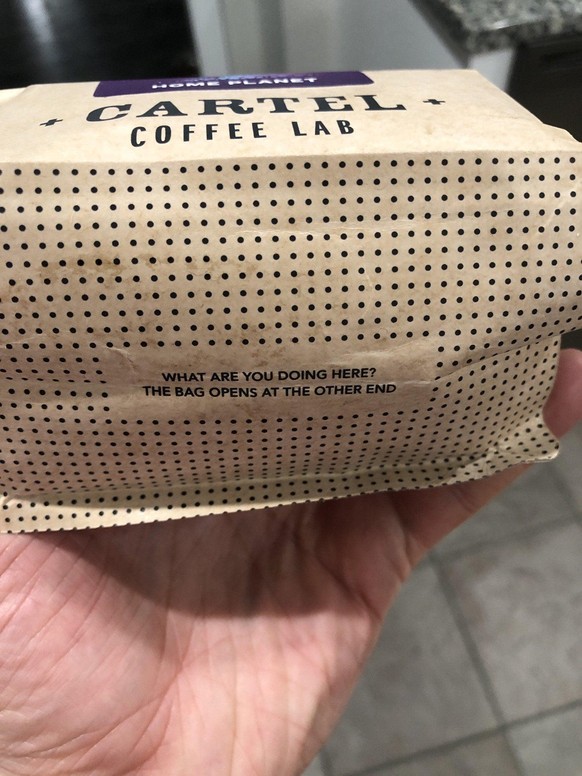 HOME PLANET
CARTEL
COFFEE LAB
WHAT ARE YOU DOING HERE?
THE BAG OPENS AT THE OTHER END